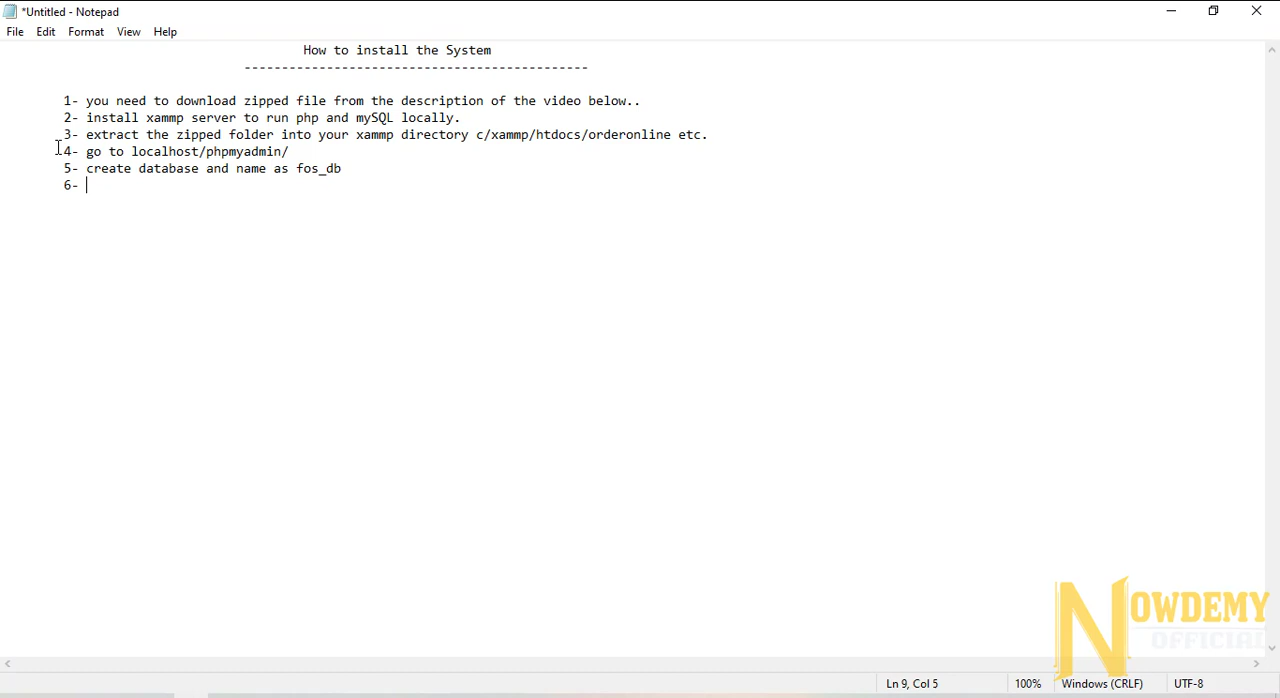 *Untitled - Notepad
File Edit Format View Help
How to install the System
----------------------------------------------
1- you need to download zipped file from the description of the video below..
2- install xammp server to run php and mySQL locally.
3- extract the zipped folder into your xammp directory c/xammp/htdocs/orderonline etc.
4- go to localhost/phpmyadmin/
5- create database and name as fos_db
6-
NOWDEMY
OFFICIAL
Ln 9, Col 5 100% Windows (CRLF) UTF-8